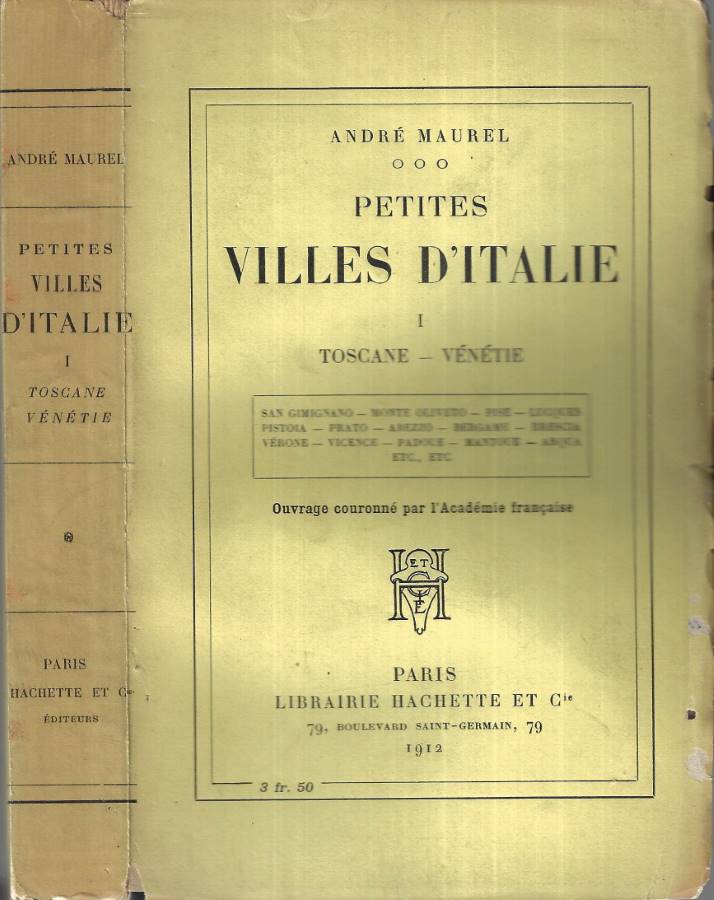 ANDRÉ MAUREL
PETITES
VILLES
D'ITALIE
I
TOSCANE
VÉNÉTIE
PARIS
HACHETTE ET Cie
ÉDITEURS
ANDRÉ MAUREL
PETITES
VILLES D'ITALIE
I
TOSCANE — VÉNÉTIE
SAN GIMIGNANO — MONTE OLIVETO — PISE — LUCQUES
PISTOIA — PRATO — AREZZO — BERGAME — BRESCIA
VÉRONE — VICENCE — PADOUE — MANTOUE — ARQUA
ETC., ETC
Ouvrage couronné par l'Académie française
H ET C IE
PARIS
LIBRAIRIE HACHETTE ET Cie
79, BOULEVARD SAINT-GERMAIN, 79
1912
3 fr. 50